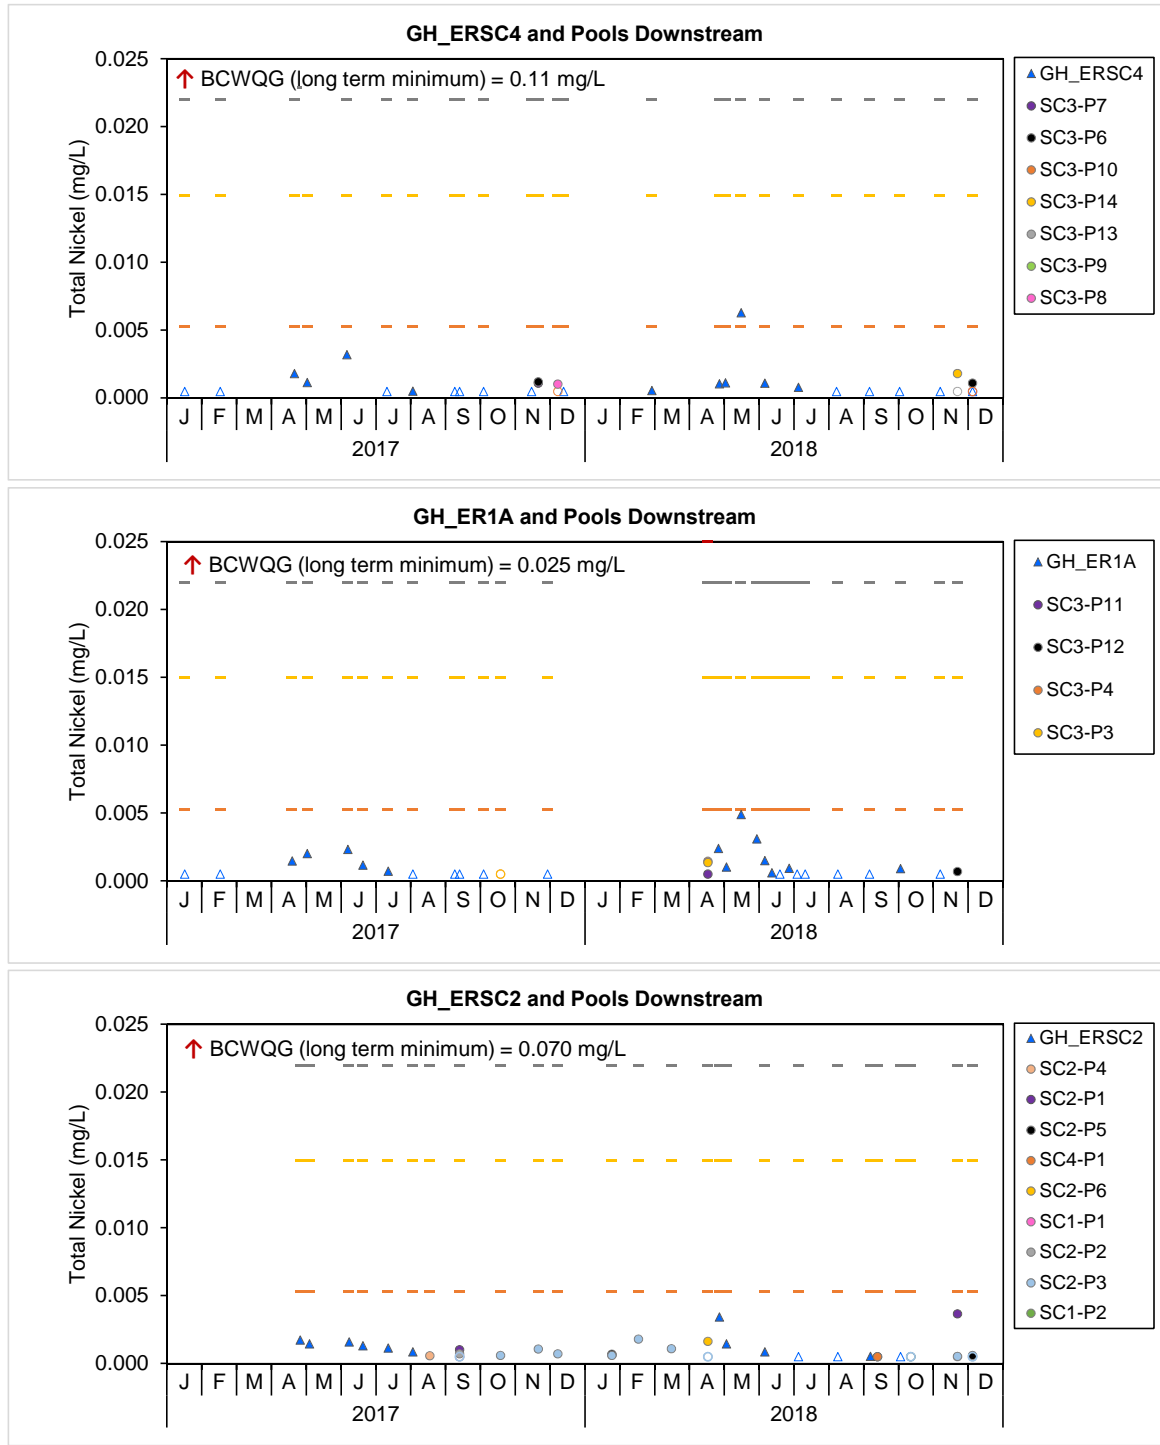 GH_ERSC4 and Pools Downstream
BCWQG (long term minimum) = 0.11 mg/L
Total Nickel (mg/L)
0.025
0.020
0.015
0.010
0.005
0.000
J F M A M J J A S O N D J F M A M J J A S O N D
2017 2018
GH_ERSC4
SC3-P7
SC3-P6
SC3-P10
SC3-P14
SC3-P13
SC3-P9
SC3-P8
GH_ER1A and Pools Downstream
BCWQG (long term minimum) = 0.025 mg/L
Total Nickel (mg/L)
0.025
0.020
0.015
0.010
0.005
0.000
J F M A M J J A S O N D J F M A M J J A S O N D
2017 2018
GH_ER1A
SC3-P11
SC3-P12
SC3-P4
SC3-P3
GH_ERSC2 and Pools Downstream
BCWQG (long term minimum) = 0.070 mg/L
Total Nickel (mg/L)
0.025
0.020
0.015
0.010
0.005
0.000
J F M A M J J A S O N D J F M A M J J A S O N D
2017 2018
GH_ERSC2
SC2-P4
SC2-P1
SC2-P5
SC4-P1
SC2-P6
SC1-P1
SC2-P2
SC2-P3
SC1-P2